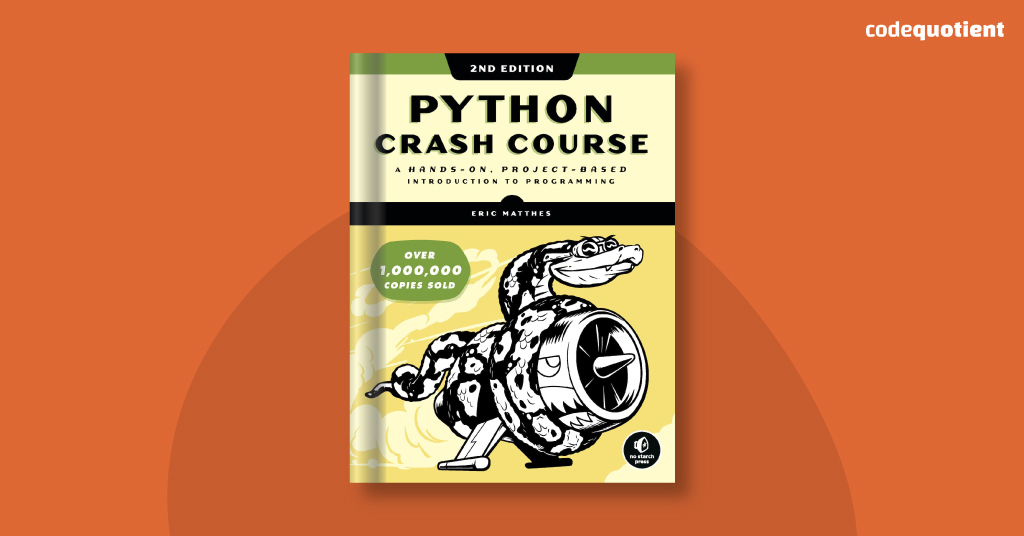 codequotient
2ND EDITION
PYTHON
CRASH COURSE
A HANDS-ON, PROJECT-BASED
INTRODUCTION TO PROGRAMMING
ERIC MATTHES
OVER
1,000,000
COPIES SOLD
no starch
press